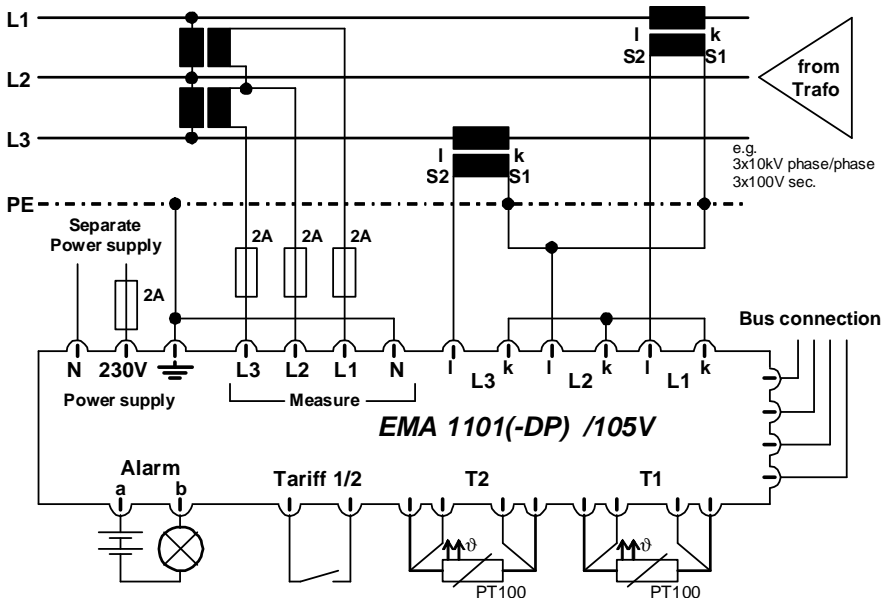 L1
l k
S2 S1
L2
from
Trafo
L3
l k
S2 S1
e.g.
3x10kV phase/phase
3x100V sec.
PE
Separate
Power supply
2A 2A 2A
2A
Bus connection
N 230V L3 L2 L1 N l k l k l k
L3 L2 L1
Power supply Measure
EMA 1101(-DP) /105V
Alarm Tariff 1/2 T2 T1
a b
ϑ ϑ
PT100 PT100